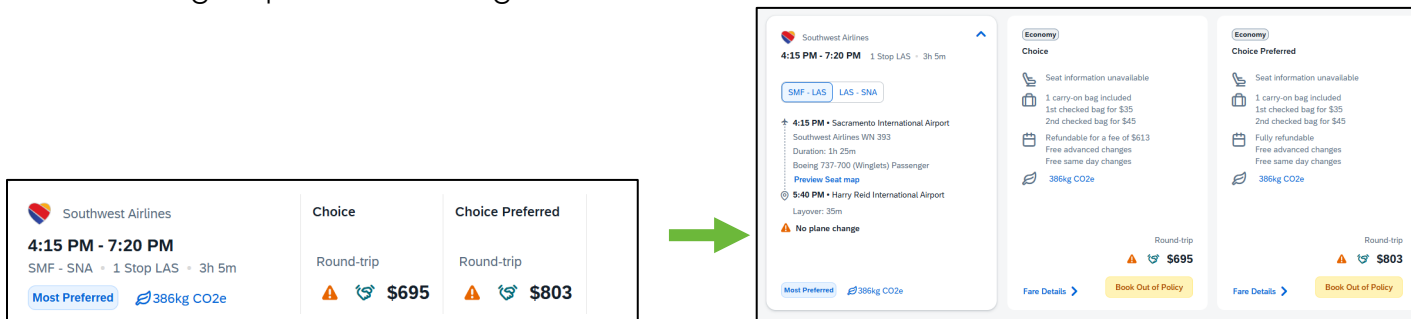 Southwest Airlines
4:15 PM - 7:20 PM
SMF - SNA • 1 Stop LAS • 3h 5m
Most Preferred 386kg CO2e
Choice
Round-trip
$695
Choice Preferred
Round-trip
$803
Southwest Airlines
4:15 PM - 7:20 PM 1 Stop LAS • 3h 5m
SMF - LAS LAS - SNA
4:15 PM • Sacramento International Airport
Southwest Airlines WN 393
Duration: 1h 25m
Boeing 737-700 (Winglets) Passenger
Preview Seat map
5:40 PM • Harry Reid International Airport
Layover: 35m
No plane change
Most Preferred 386kg CO2e
Economy
Choice
Seat information unavailable
1 carry-on bag included
1st checked bag for $35
2nd checked bag for $45
Refundable for a fee of $613
Free advanced changes
Free same day changes
386kg CO2e
Round-trip
$695
Fare Details Book Out of Policy
Economy
Choice Preferred
Seat information unavailable
1 carry-on bag included
1st checked bag for $35
2nd checked bag for $45
Fully refundable
Free advanced changes
Free same day changes
386kg CO2e
Round-trip
$803
Fare Details Book Out of Policy